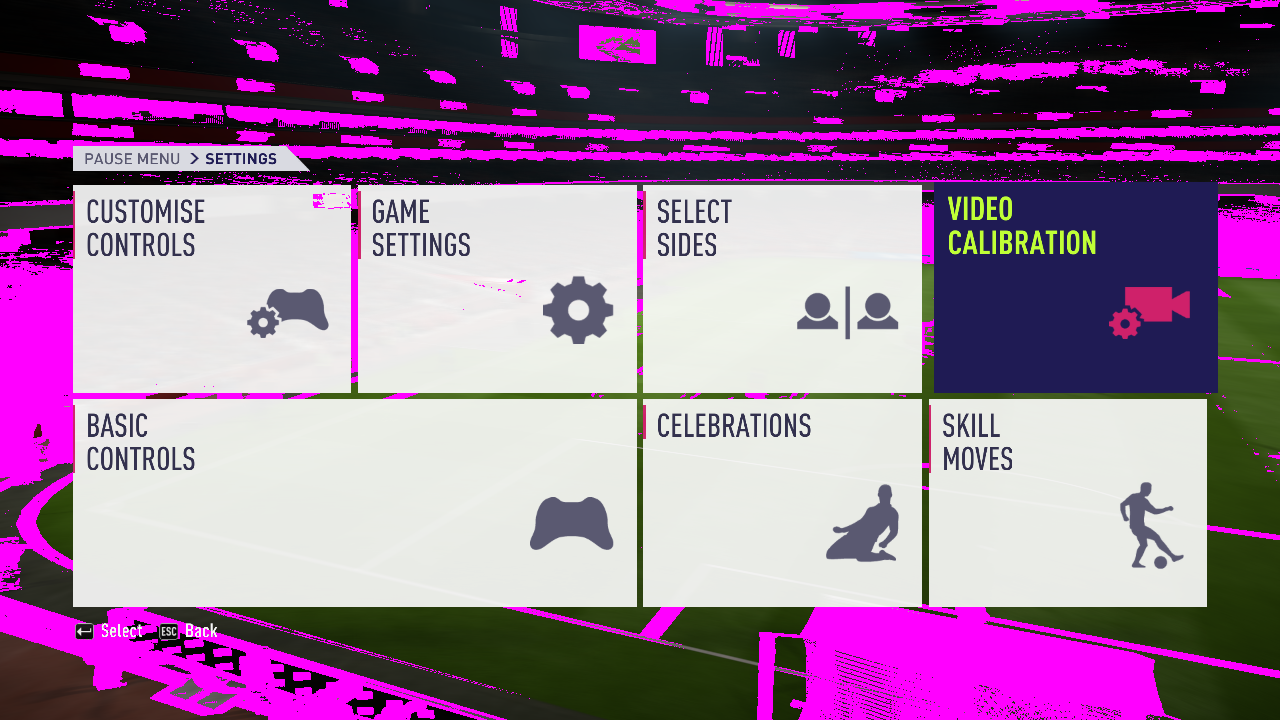 PAUSE MENU > SETTINGS
CUSTOMISE
CONTROLS
GAME
SETTINGS
SELECT
SIDES
VIDEO
CALIBRATION
BASIC
CONTROLS
CELEBRATIONS
SKILL
MOVES
Select ESC Back